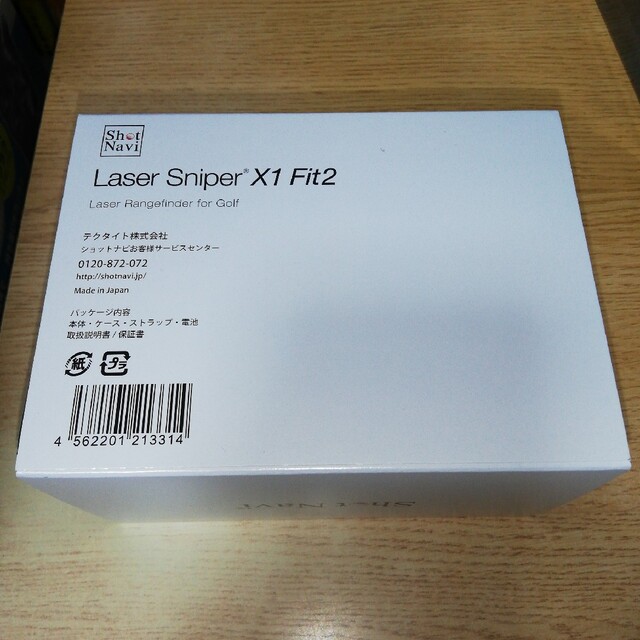 Shot
Navi
Laser Sniper® X1 Fit2
Laser Rangefinder for Golf
テクタイト株式会社
ショットナビお客様サービスセンター
0120-872-072
http://shotnavi.jp/
Made in Japan
パッケージ内容
本体・ケース・ストラップ・電池
取扱説明書/保証書
紙 プラ
4 562201 213314
Shot Navi